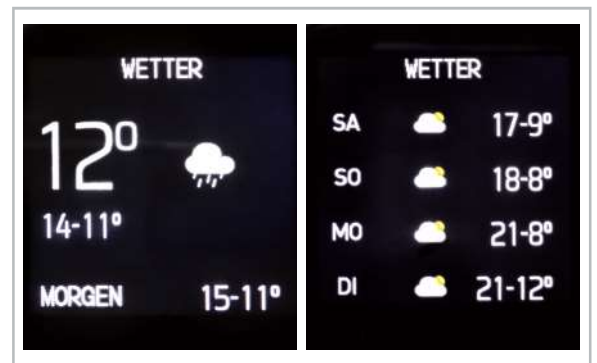 WETTER
12°
14-11°
MORGEN 15-11°
WETTER
SA 17-9°
SO 18-8°
MO 21-8°
DI 21-12°